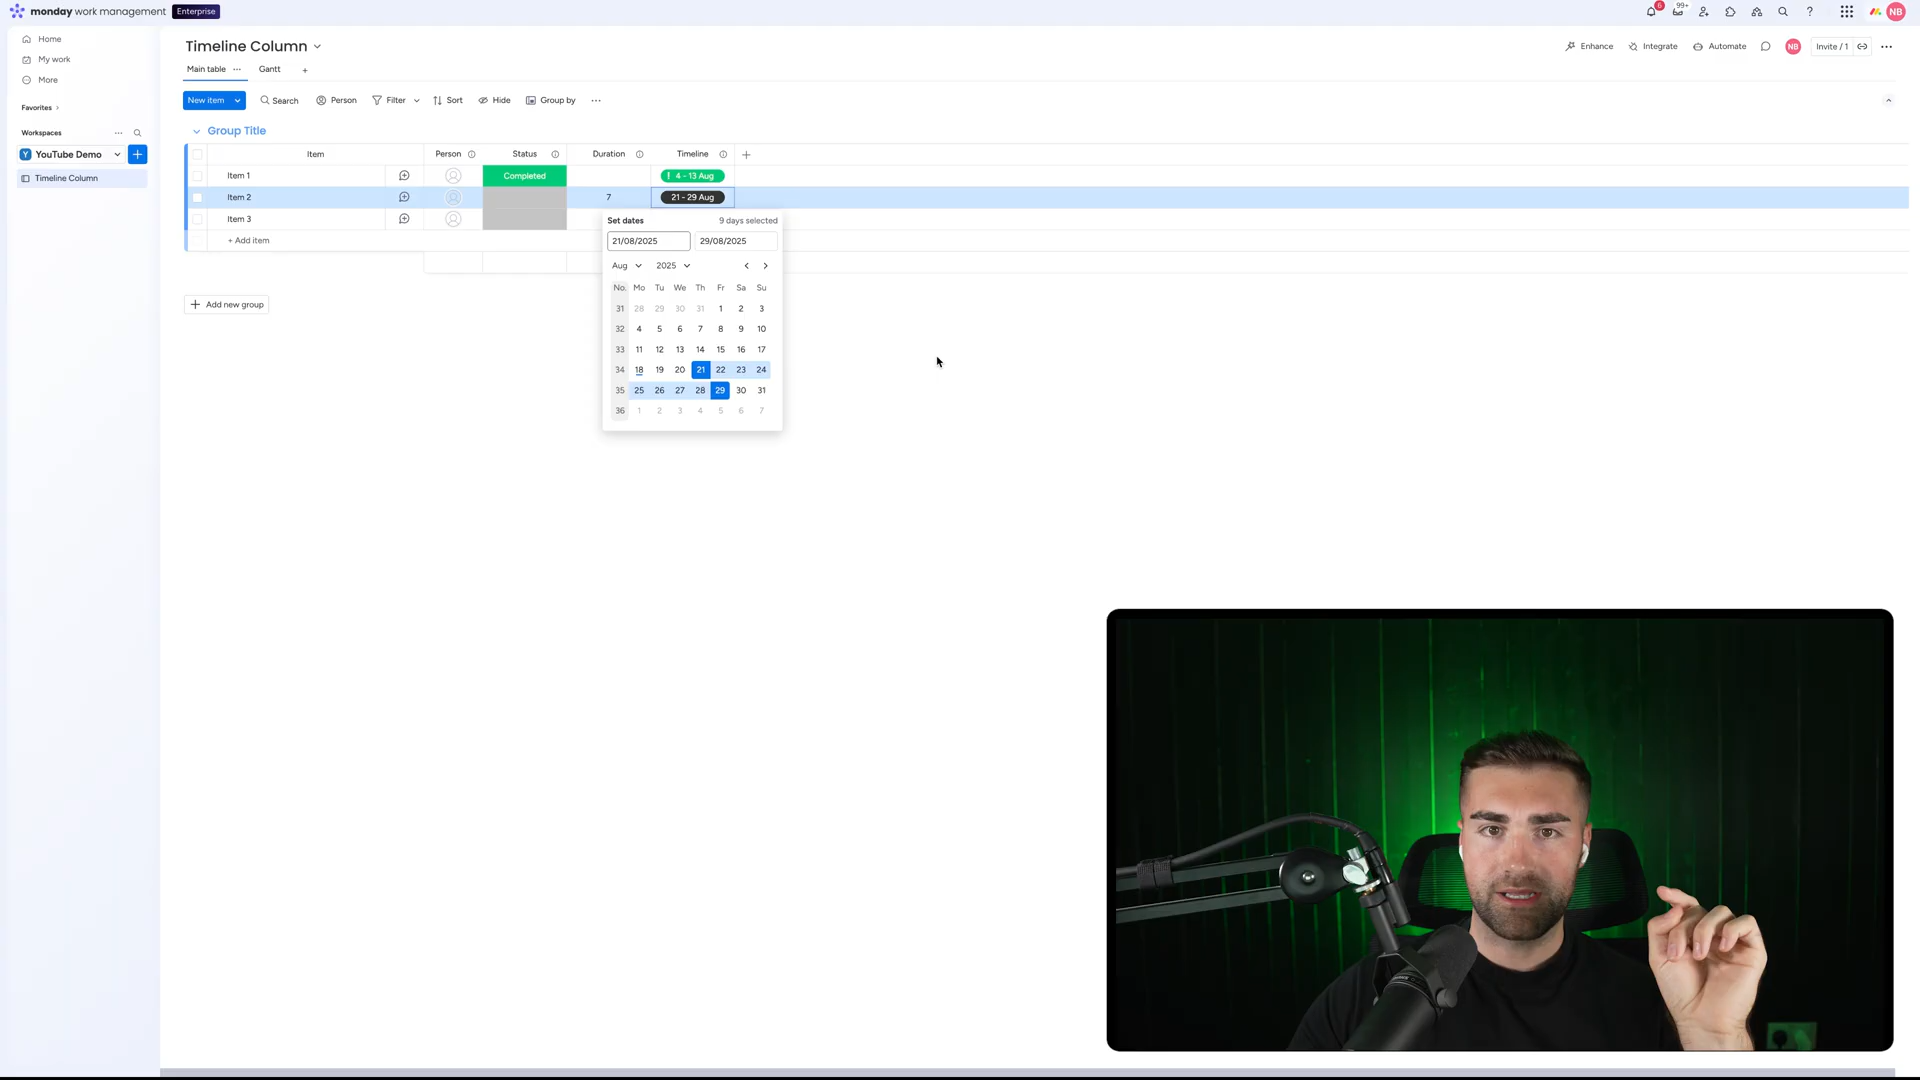 monday work management Enterprise
6
99+
NB
Home
My work
More
Favorites
Workspaces
Y YouTube Demo
Timeline Column
Timeline Column
Enhance
Integrate
Automate
NB
Invite / 1
Main table
Gantt
New item
Search
Person
Filter
Sort
Hide
Group by
Group Title
Item Person Status Duration Timeline
Item 1 Completed 4 - 13 Aug
Item 2 7 21 - 29 Aug
Item 3
+ Add item
Add new group
Set dates 9 days selected
21/08/2025 29/08/2025
Aug 2025
No. Mo Tu We Th Fr Sa Su
31 28 29 30 31 1 2 3
32 4 5 6 7 8 9 10
33 11 12 13 14 15 16 17
34 18 19 20 21 22 23 24
35 25 26 27 28 29 30 31
36 1 2 3 4 5 6 7